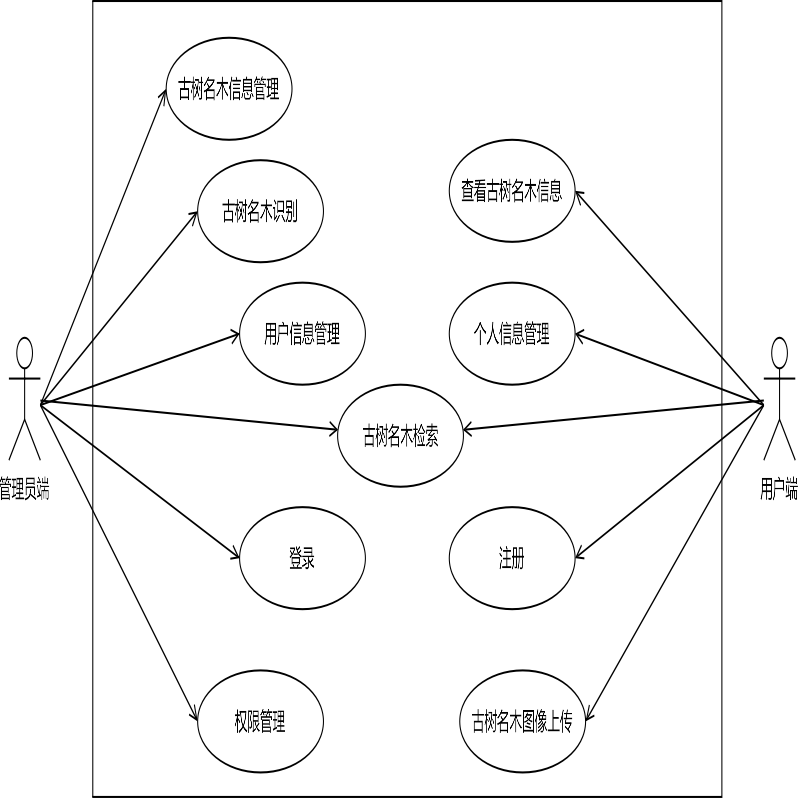 古树名木信息管理
查看古树名木信息
古树名木识别
用户信息管理
个人信息管理
古树名木检索
管理员端
用户端
登录
注册
权限管理
古树名木图像上传